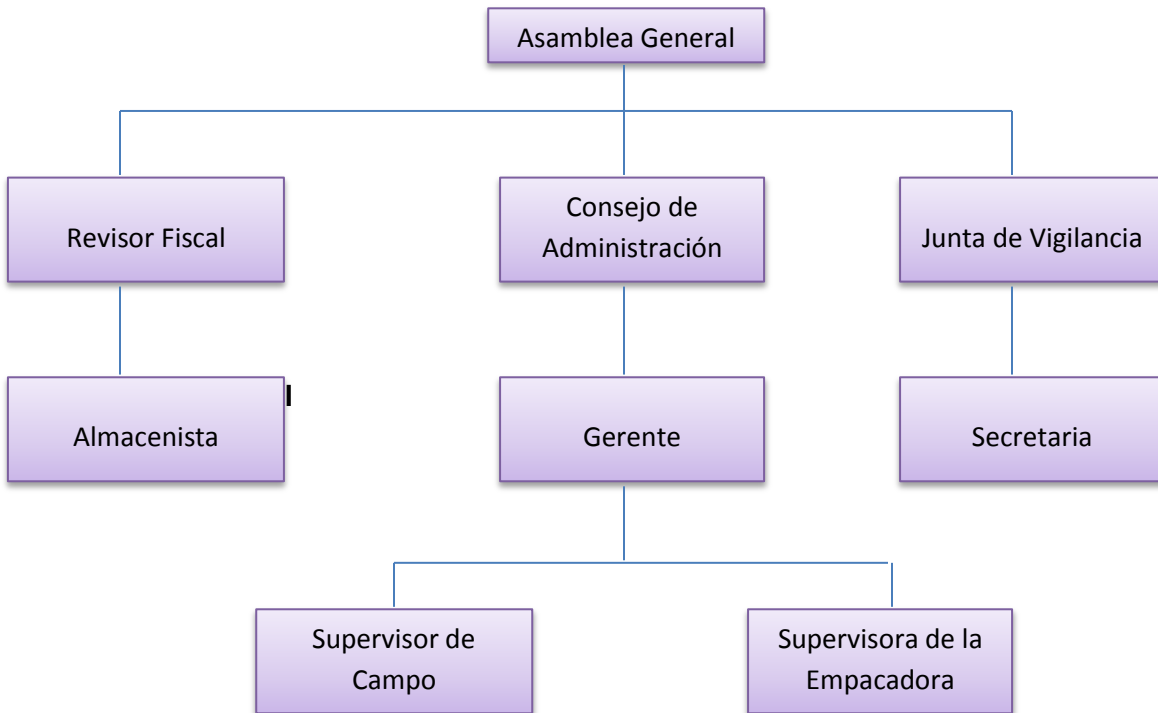 Asamblea General
Revisor Fiscal
Consejo de
Administración
Junta de Vigilancia
Almacenista
Gerente
Secretaria
Supervisor de
Campo
Supervisora de la
Empacadora